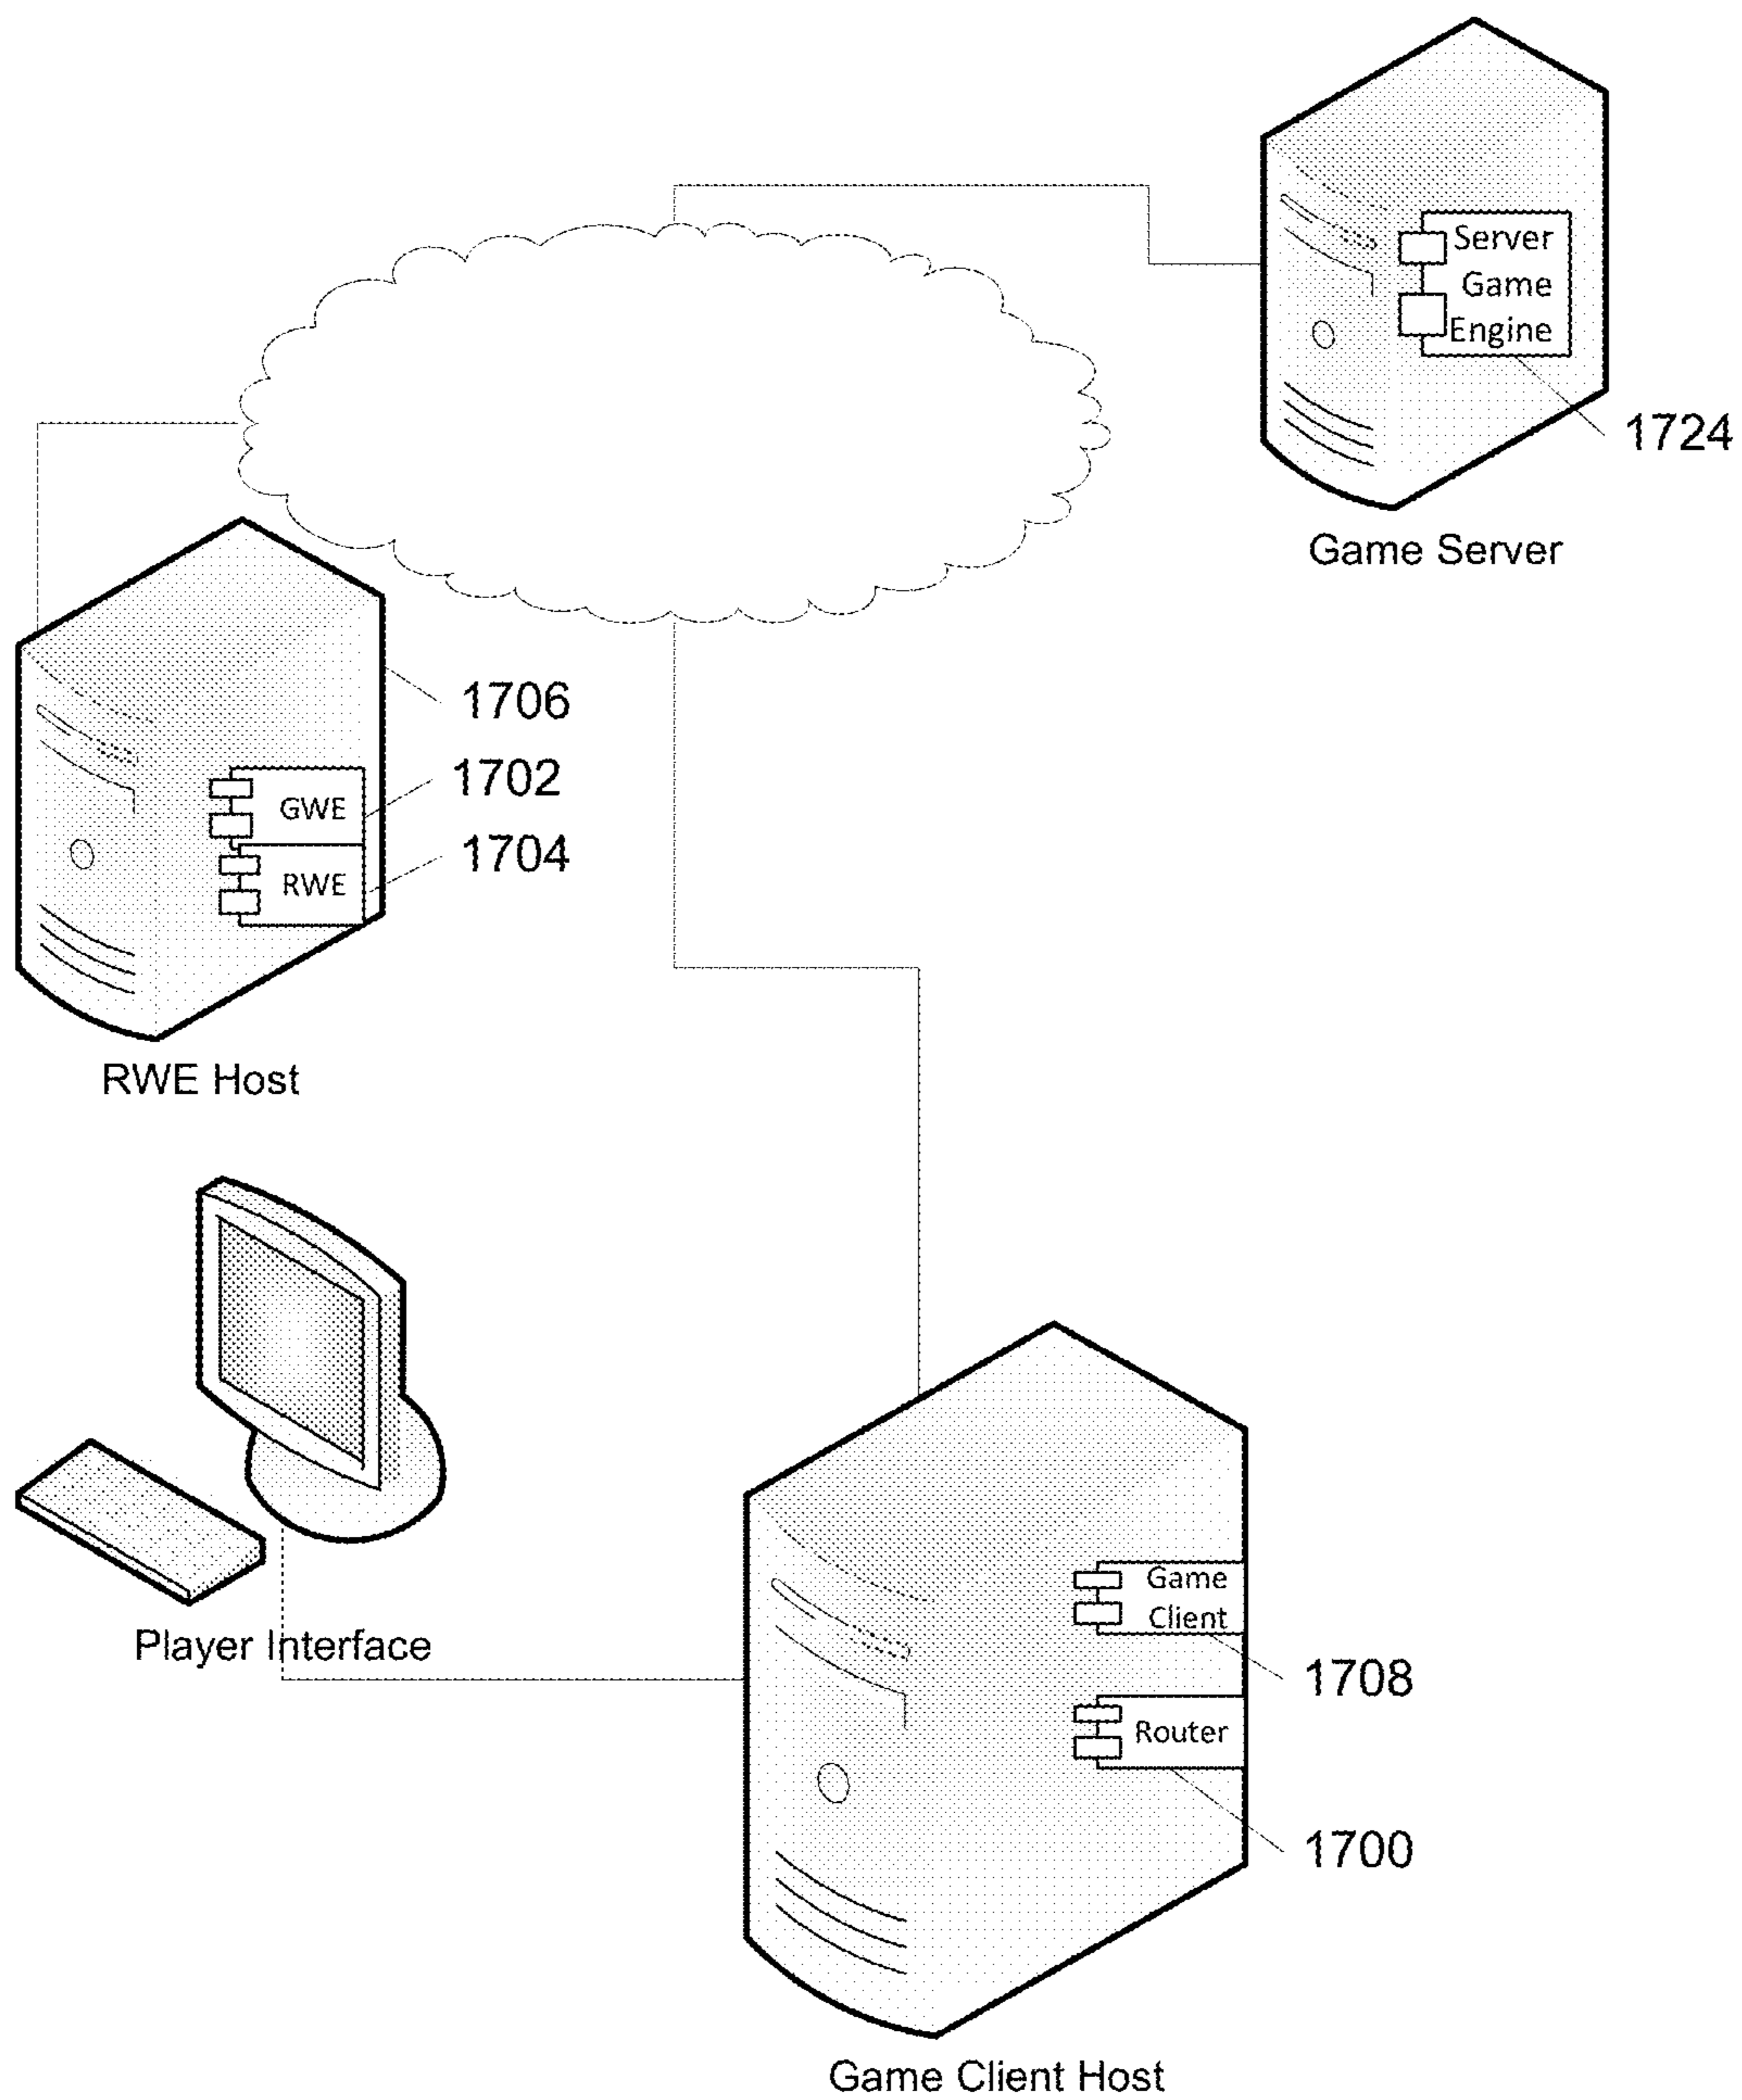 Server
Game
Engine
1724
Game Server
1706
GWE
1702
RWE
1704
RWE Host
Player Interface
Game
Client
1708
Router
1700
Game Client Host